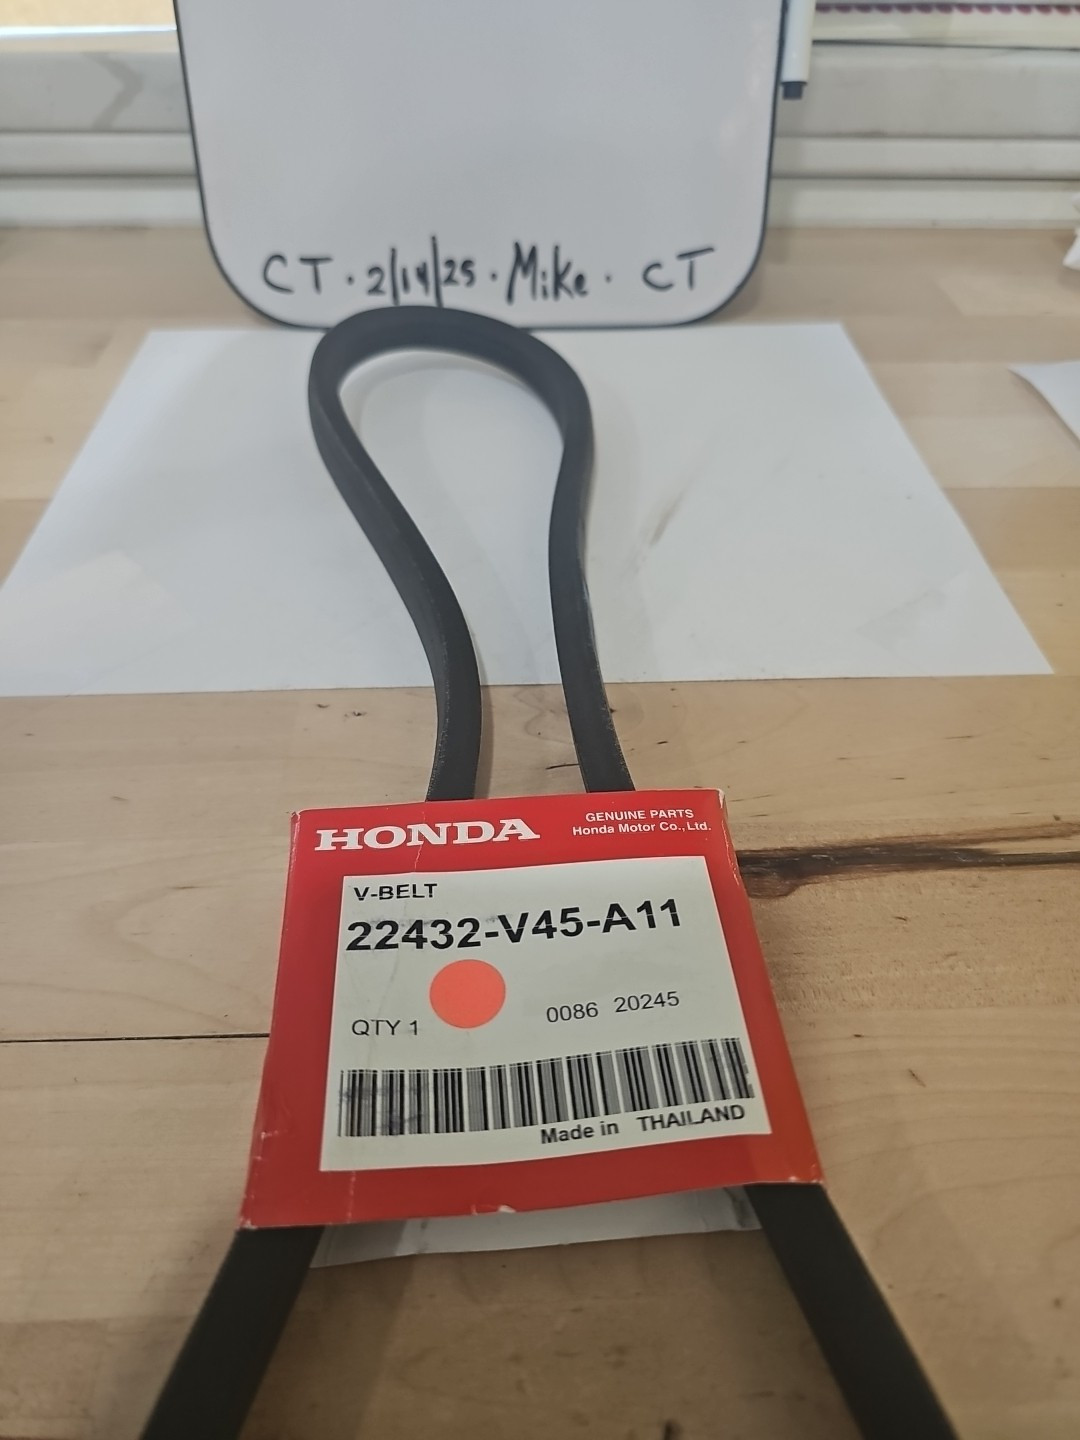 CT · 2/14/25 · Mike · CT
HONDA
GENUINE PARTS
Honda Motor Co., Ltd.
V-BELT
22432-V45-A11
QTY 1
0086 20245
Made in THAILAND